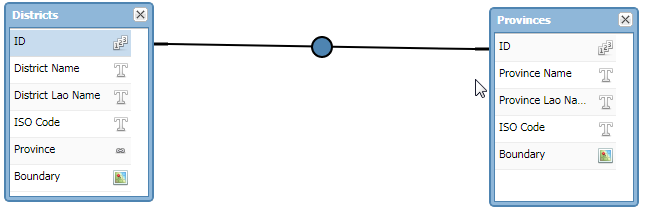 Districts
ID
District Name
District Lao Name
ISO Code
Province
Boundary
Provinces
ID
Province Name
Province Lao Na...
ISO Code
Boundary